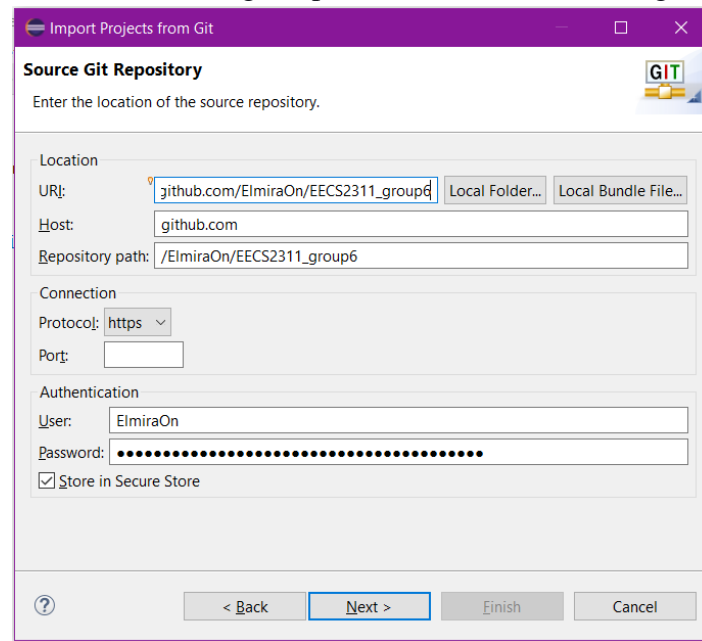 Import Projects from Git
Source Git Repository
GIT
Enter the location of the source repository.
Location
URI: github.com/ElmiraOn/EECS2311_group6 Local Folder... Local Bundle File...
Host: github.com
Repository path: /ElmiraOn/EECS2311_group6
Connection
Protocol: https
Port:
Authentication
User: ElmiraOn
Password: ●●●●●●●●●●●●●●●●●●●●●●●●●●●●●●●●●●●●●●●●
Store in Secure Store
? < Back Next > Finish Cancel